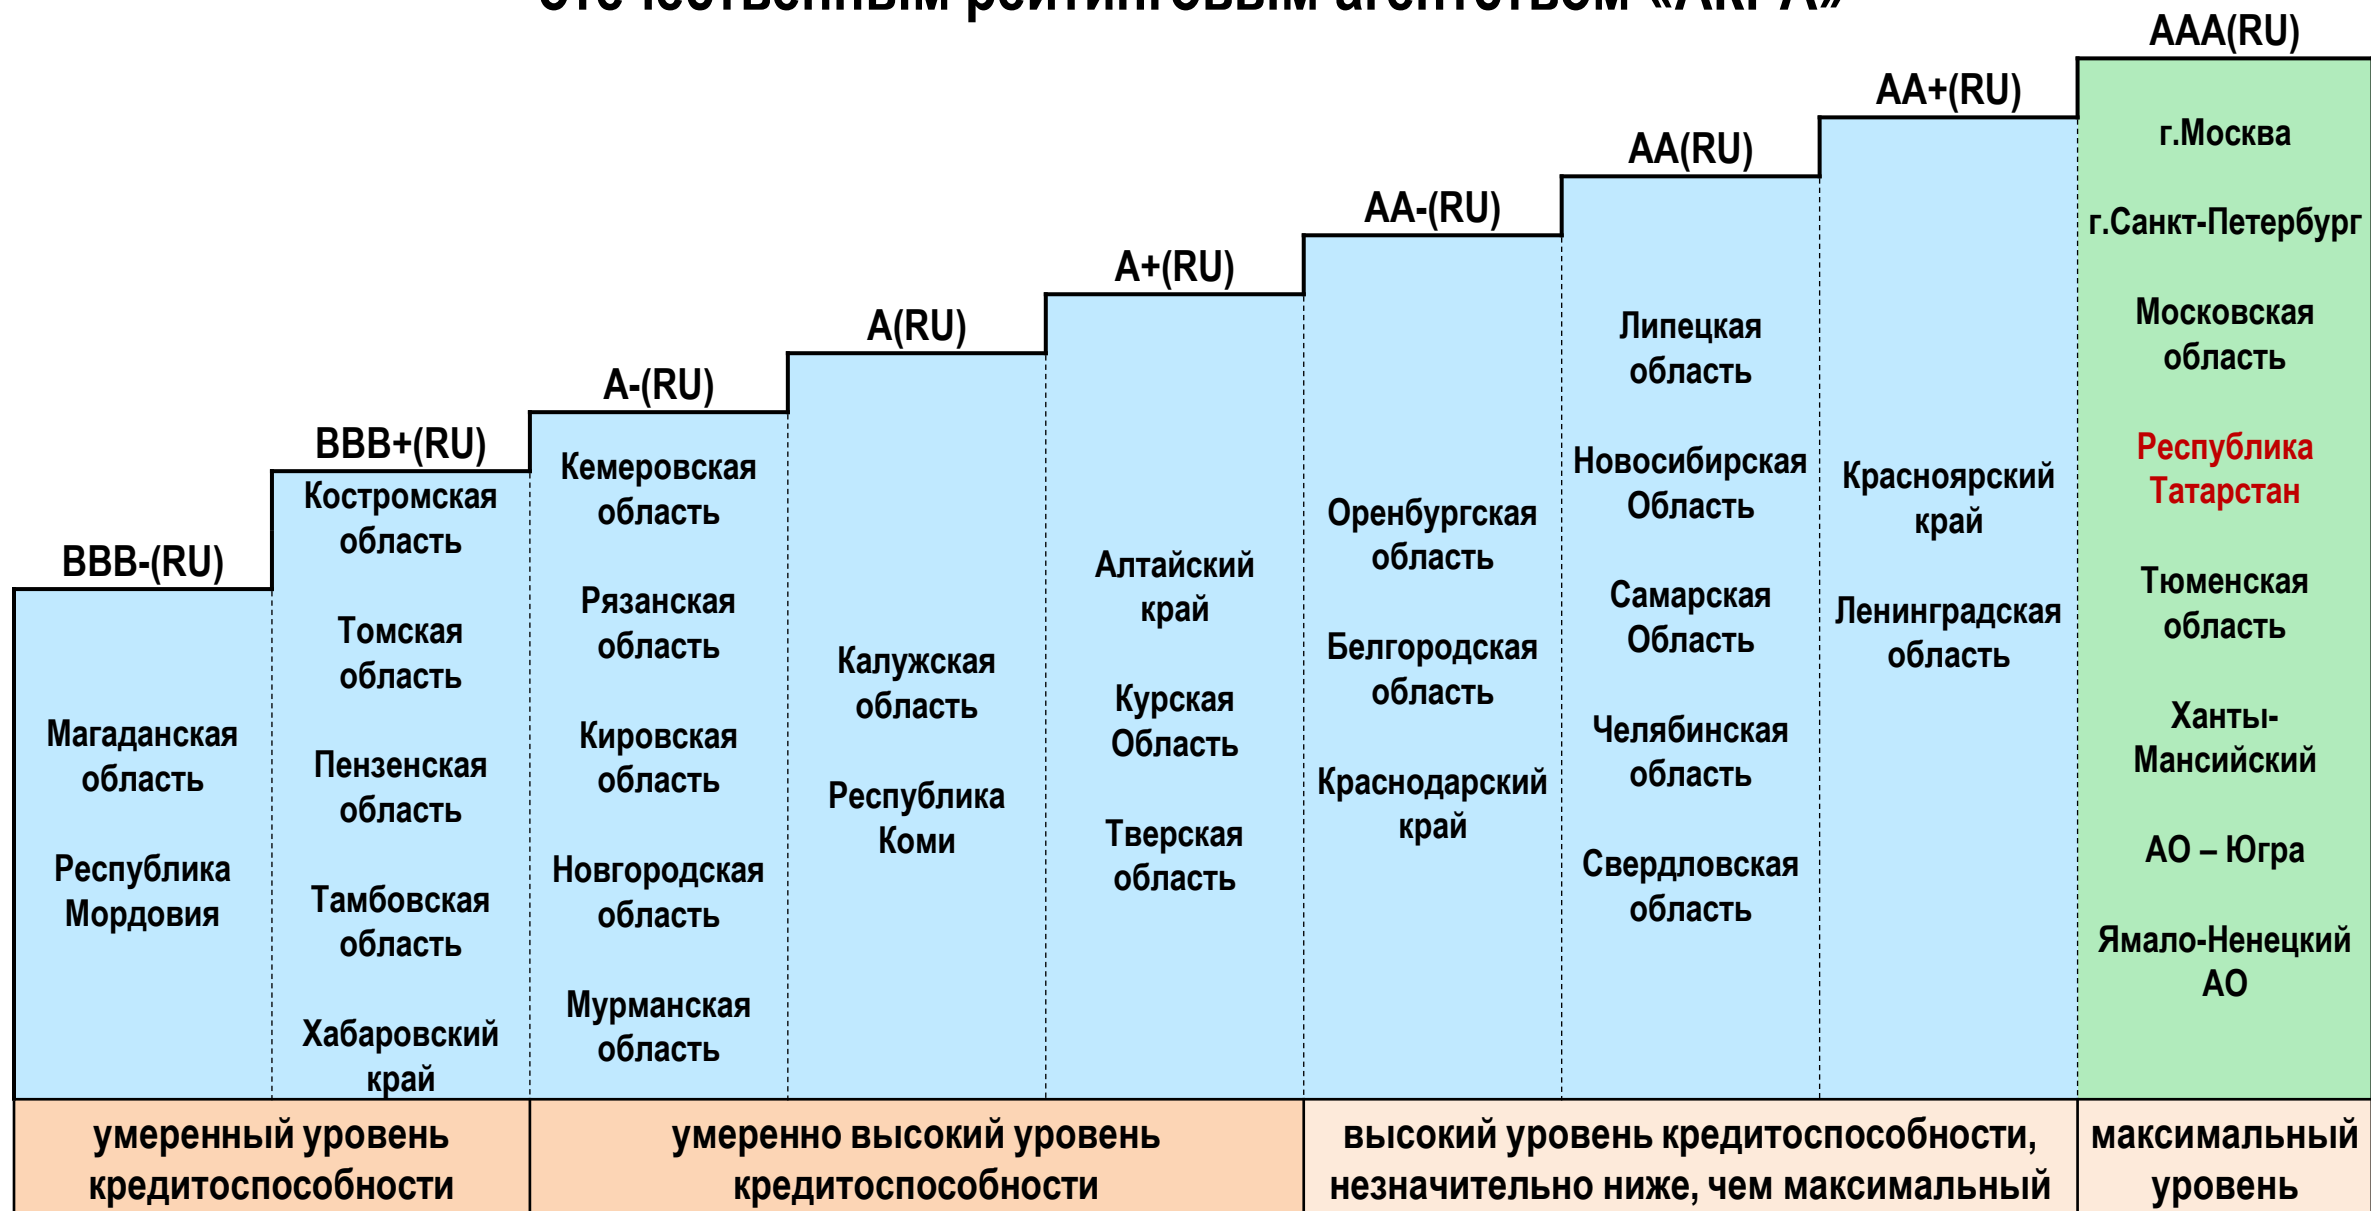 отечественным рейтинговым агентством «АКРА»
AAA(RU)
г.Москва
г.Санкт-Петербург
Московская
область
Республика
Татарстан
Тюменская
область
Ханты-
Мансийский
АО – Югра
Ямало-Ненецкий
АО
AA+(RU)
Красноярский
край
Ленинградская
область
AA(RU)
Липецкая
область
Новосибирская
Область
Самарская
Область
Челябинская
область
Свердловская
область
AA-(RU)
Оренбургская
область
Белгородская
область
Краснодарский
край
A+(RU)
Алтайский
край
Курская
Область
Тверская
область
A(RU)
Калужская
область
Республика
Коми
A-(RU)
Кемеровская
область
Рязанская
область
Кировская
область
Новгородская
область
Мурманская
область
BBB+(RU)
Костромская
область
Томская
область
Пензенская
область
Тамбовская
область
Хабаровский
край
BBB-(RU)
Магаданская
область
Республика
Мордовия
умеренный уровень
кредитоспособности
умеренно высокий уровень
кредитоспособности
высокий уровень кредитоспособности,
незначительно ниже, чем максимальный
максимальный
уровень